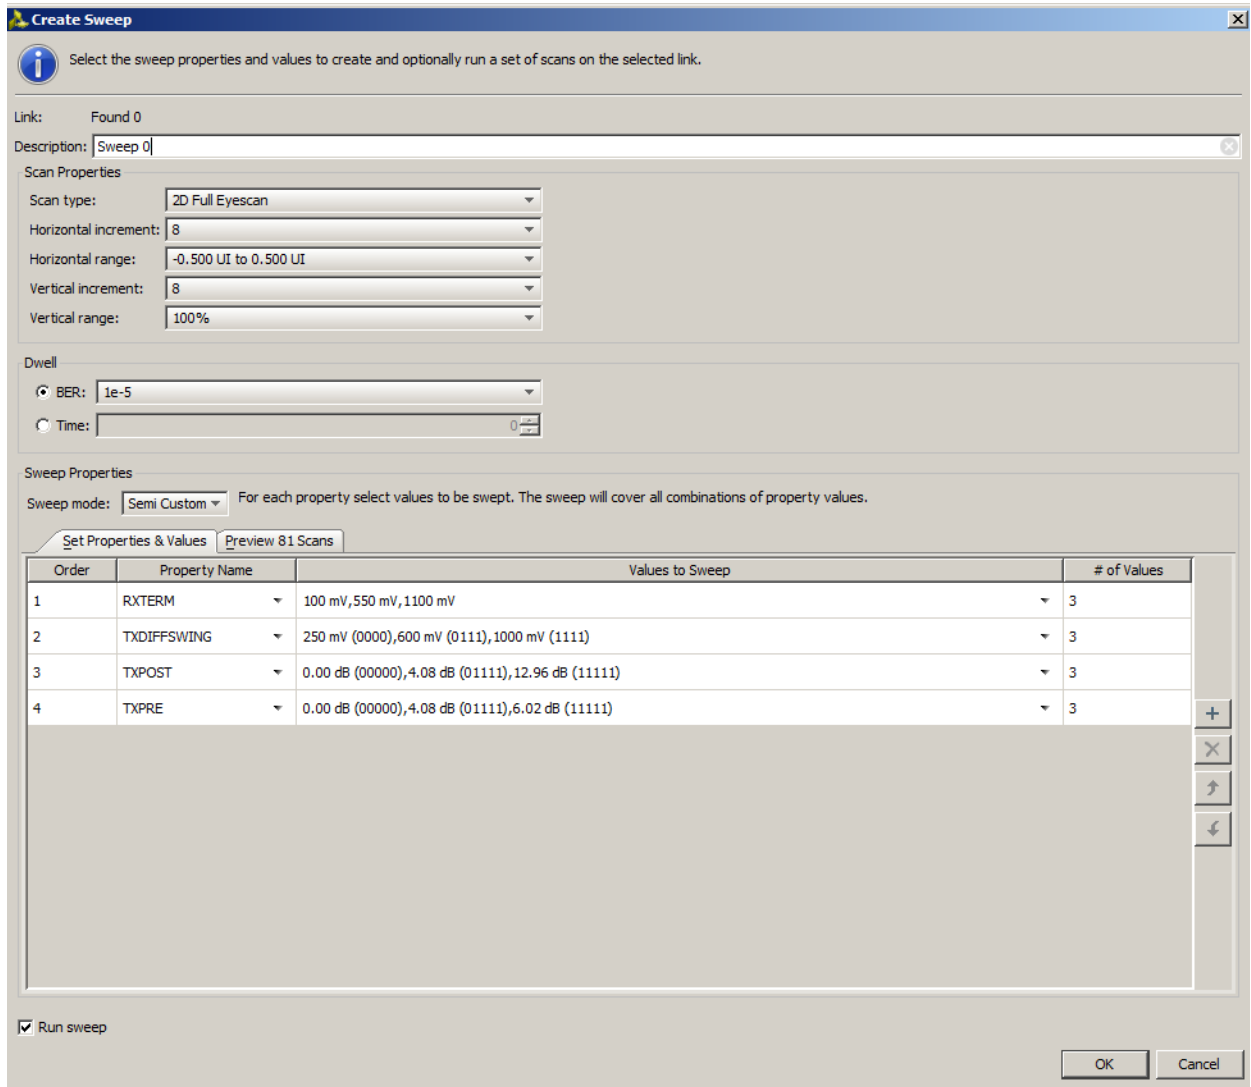 Create Sweep
Select the sweep properties and values to create and optionally run a set of scans on the selected link.
Link: Found 0
Description: Sweep 0
Scan Properties
Scan type: 2D Full Eyescan
Horizontal increment: 8
Horizontal range: -0.500 UI to 0.500 UI
Vertical increment: 8
Vertical range: 100%
Dwell
BER: 1e-5
Time: 0
Sweep Properties
Sweep mode: Semi Custom For each property select values to be swept. The sweep will cover all combinations of property values.
Set Properties & Values Preview 81 Scans
Order Property Name Values to Sweep # of Values
1 RXTERM 100 mV,550 mV,1100 mV 3
2 TXDIFFSWING 250 mV (0000),600 mV (0111),1000 mV (1111) 3
3 TXPOST 0.00 dB (00000),4.08 dB (01111),12.96 dB (11111) 3
4 TXPRE 0.00 dB (00000),4.08 dB (01111),6.02 dB (11111) 3
Run sweep
OK Cancel